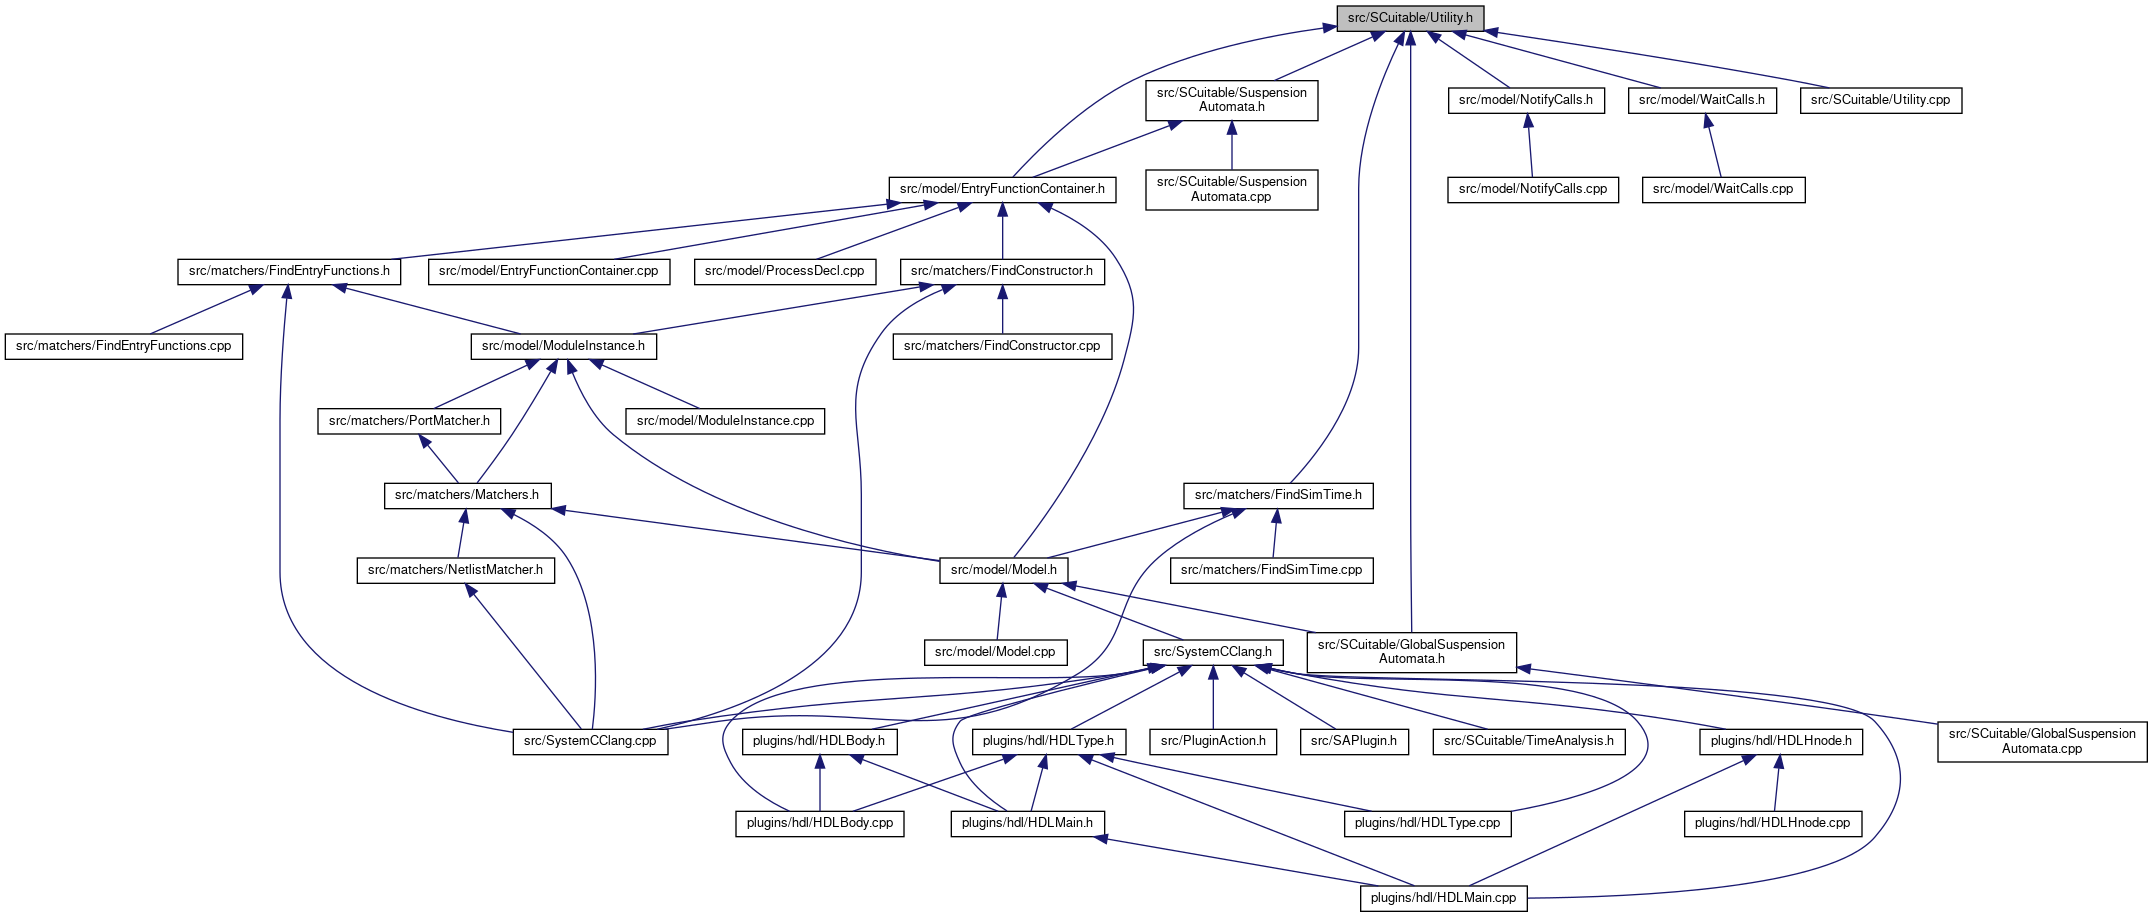 src/SCuitable/Utility.h
src/SCuitable/Suspension
Automata.h
src/model/NotifyCalls.h
src/model/WaitCalls.h
src/SCuitable/Utility.cpp
src/model/EntryFunctionContainer.h
src/SCuitable/Suspension
Automata.cpp
src/model/NotifyCalls.cpp
src/model/WaitCalls.cpp
src/matchers/FindEntryFunctions.h
src/model/EntryFunctionContainer.cpp
src/model/ProcessDecl.cpp
src/matchers/FindConstructor.h
src/matchers/FindEntryFunctions.cpp
src/model/ModuleInstance.h
src/matchers/FindConstructor.cpp
src/matchers/PortMatcher.h
src/model/ModuleInstance.cpp
src/matchers/Matchers.h
src/matchers/FindSimTime.h
src/matchers/NetlistMatcher.h
src/model/Model.h
src/matchers/FindSimTime.cpp
src/model/Model.cpp
src/SystemCClang.h
src/SCuitable/GlobalSuspension
Automata.h
src/SystemCClang.cpp
plugins/hdl/HDLBody.h
plugins/hdl/HDLType.h
src/PluginAction.h
src/SAPlugin.h
src/SCuitable/TimeAnalysis.h
plugins/hdl/HDLHnode.h
src/SCuitable/GlobalSuspension
Automata.cpp
plugins/hdl/HDLBody.cpp
plugins/hdl/HDLMain.h
plugins/hdl/HDLType.cpp
plugins/hdl/HDLHnode.cpp
plugins/hdl/HDLMain.cpp